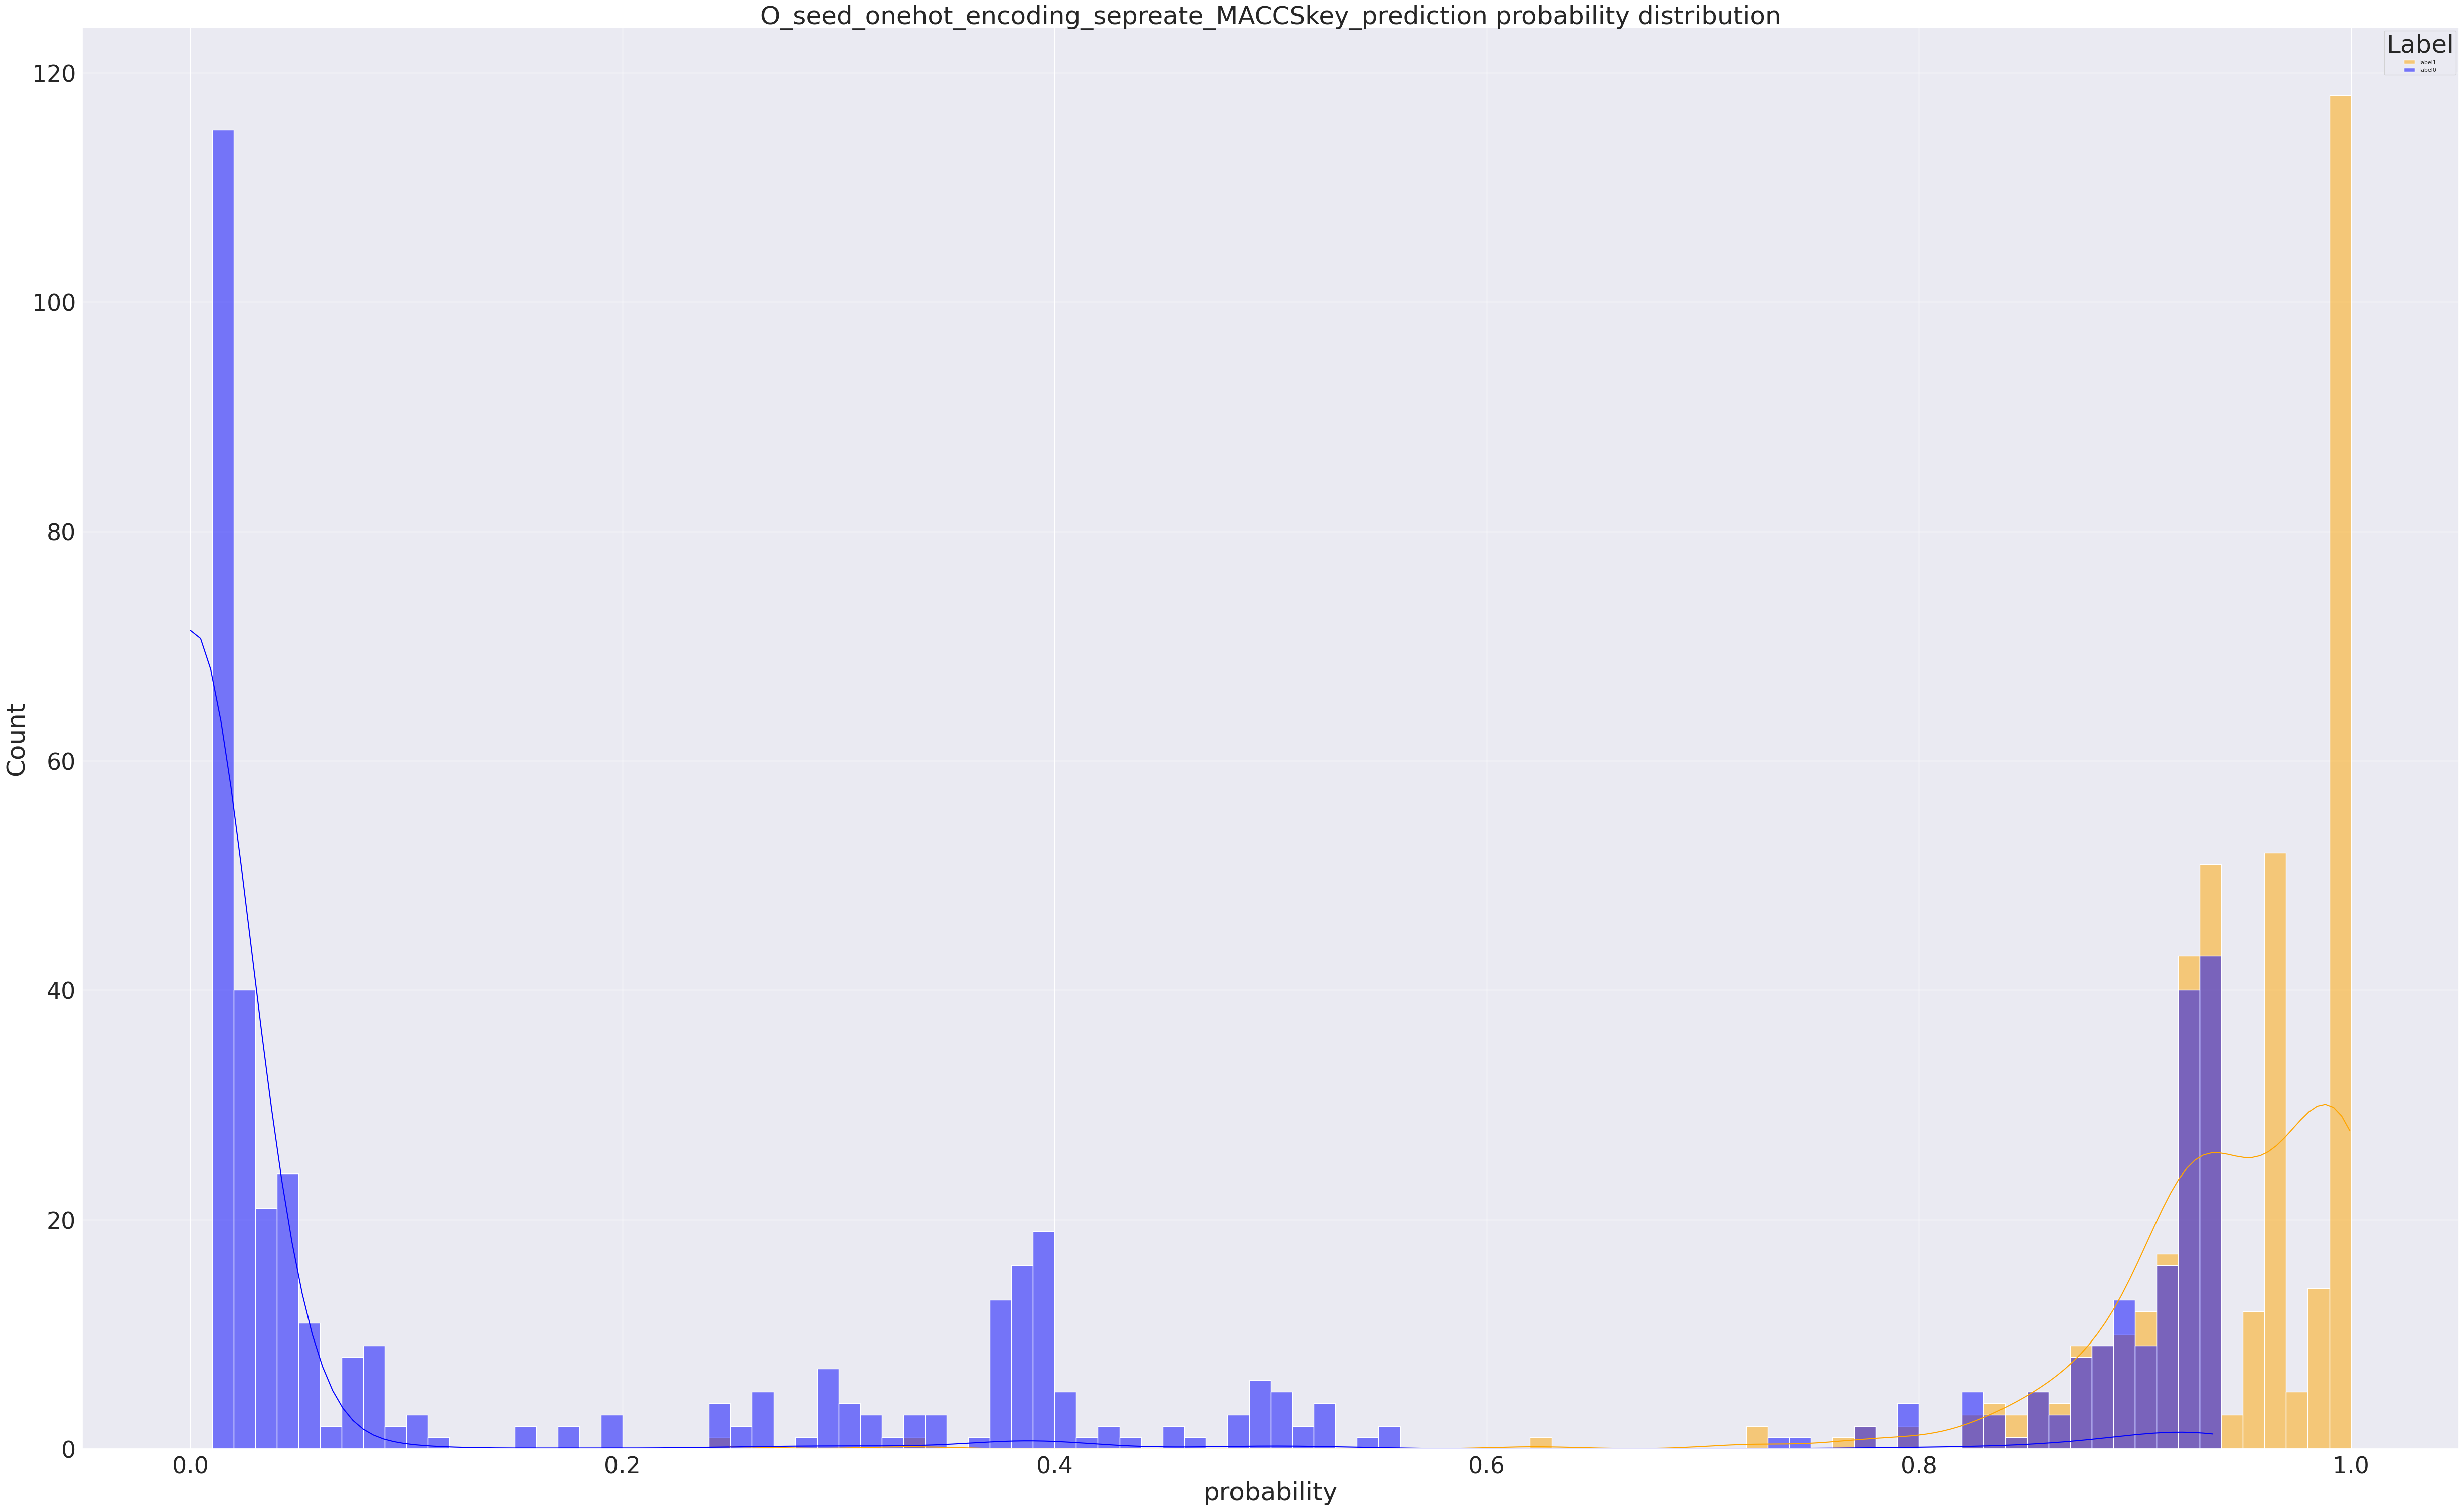 O_seed_onehot_encoding_sepreate_MACCSkey_prediction probability distribution
Label
label1
label0
120
100
80
60
40
20
0
Count
0.0 0.2 0.4 0.6 0.8 1.0
probability